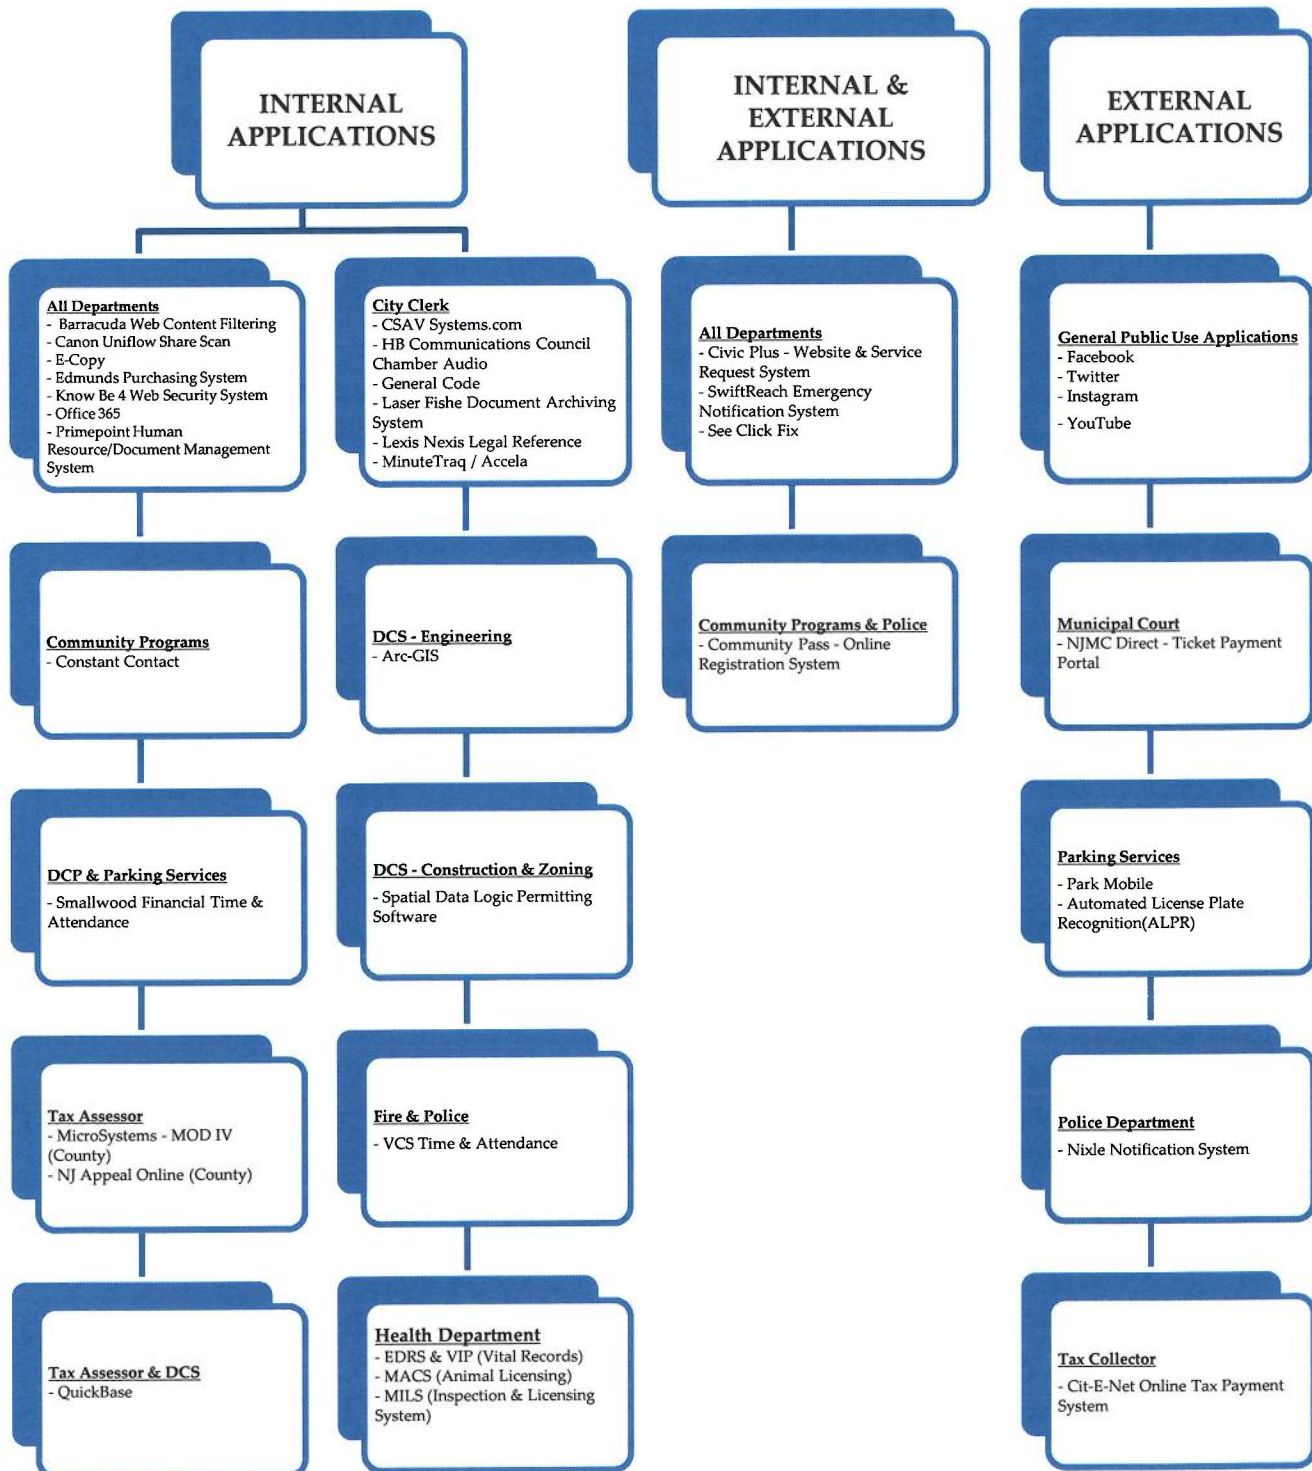 INTERNAL
APPLICATIONS
All Departments
- Barracuda Web Content Filtering
- Canon Uniflow Share Scan
- E-Copy
- Edmunds Purchasing System
- Know Be 4 Web Security System
- Office 365
- Primepoint Human
Resource/Document Management
System
Community Programs
- Constant Contact
DCP & Parking Services
- Smallwood Financial Time &
Attendance
Tax Assessor
- MicroSystems - MOD IV
(County)
- NJ Appeal Online (County)
Tax Assessor & DCS
- QuickBase
City Clerk
- CSAV Systems.com
- HB Communications Council
Chamber Audio
- General Code
- Laser Fishe Document Archiving
System
- Lexis Nexis Legal Reference
- MinuteTraq / Accela
DCS - Engineering
- Arc-GIS
DCS - Construction & Zoning
- Spatial Data Logic Permitting
Software
Fire & Police
- VCS Time & Attendance
Health Department
- EDRS & VIP (Vital Records)
- MACS (Animal Licensing)
- MILS (Inspection & Licensing
System)
INTERNAL &
EXTERNAL
APPLICATIONS
All Departments
- Civic Plus - Website & Service
Request System
- SwiftReach Emergency
Notification System
- See Click Fix
Community Programs & Police
- Community Pass - Online
Registration System
EXTERNAL
APPLICATIONS
General Public Use Applications
- Facebook
- Twitter
- Instagram
- YouTube
Municipal Court
- NJMC Direct - Ticket Payment
Portal
Parking Services
- Park Mobile
- Automated License Plate
Recognition(ALPR)
Police Department
- Nixle Notification System
Tax Collector
- Cit-E-Net Online Tax Payment
System